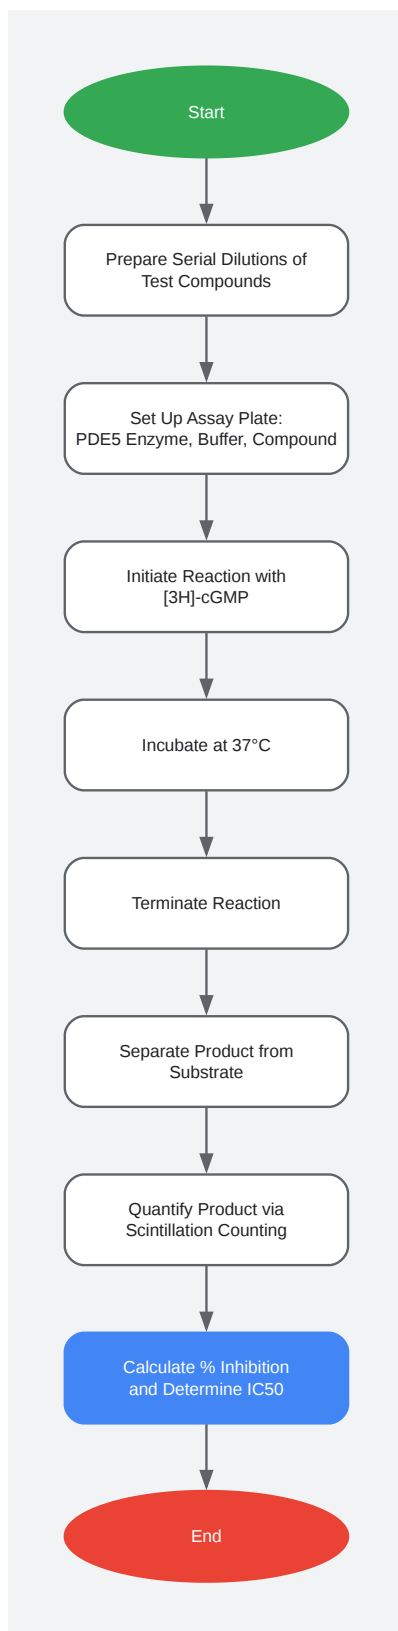 Start
Prepare Serial Dilutions of
Test Compounds
Set Up Assay Plate:
PDE5 Enzyme, Buffer, Compound
Initiate Reaction with
[3H]-cGMP
Incubate at 37°C
Terminate Reaction
Separate Product from
Substrate
Quantify Product via
Scintillation Counting
Calculate % Inhibition
and Determine IC50
End